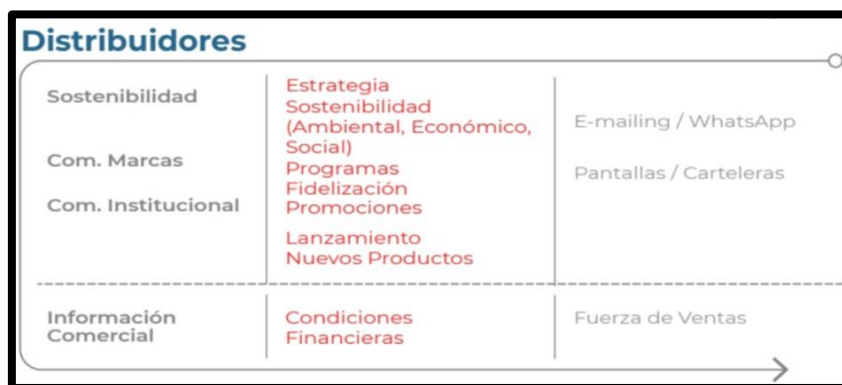 Distribuidores
Sostenibilidad
Com. Marcas
Com. Institucional
Estrategia
Sostenibilidad
(Ambiental, Económico,
Social)
Programas
Fidelización
Promociones
Lanzamiento
Nuevos Productos
E-mailing / WhatsApp
Pantallas / Carteleras
Información
Comercial
Condiciones
Financieras
Fuerza de Ventas